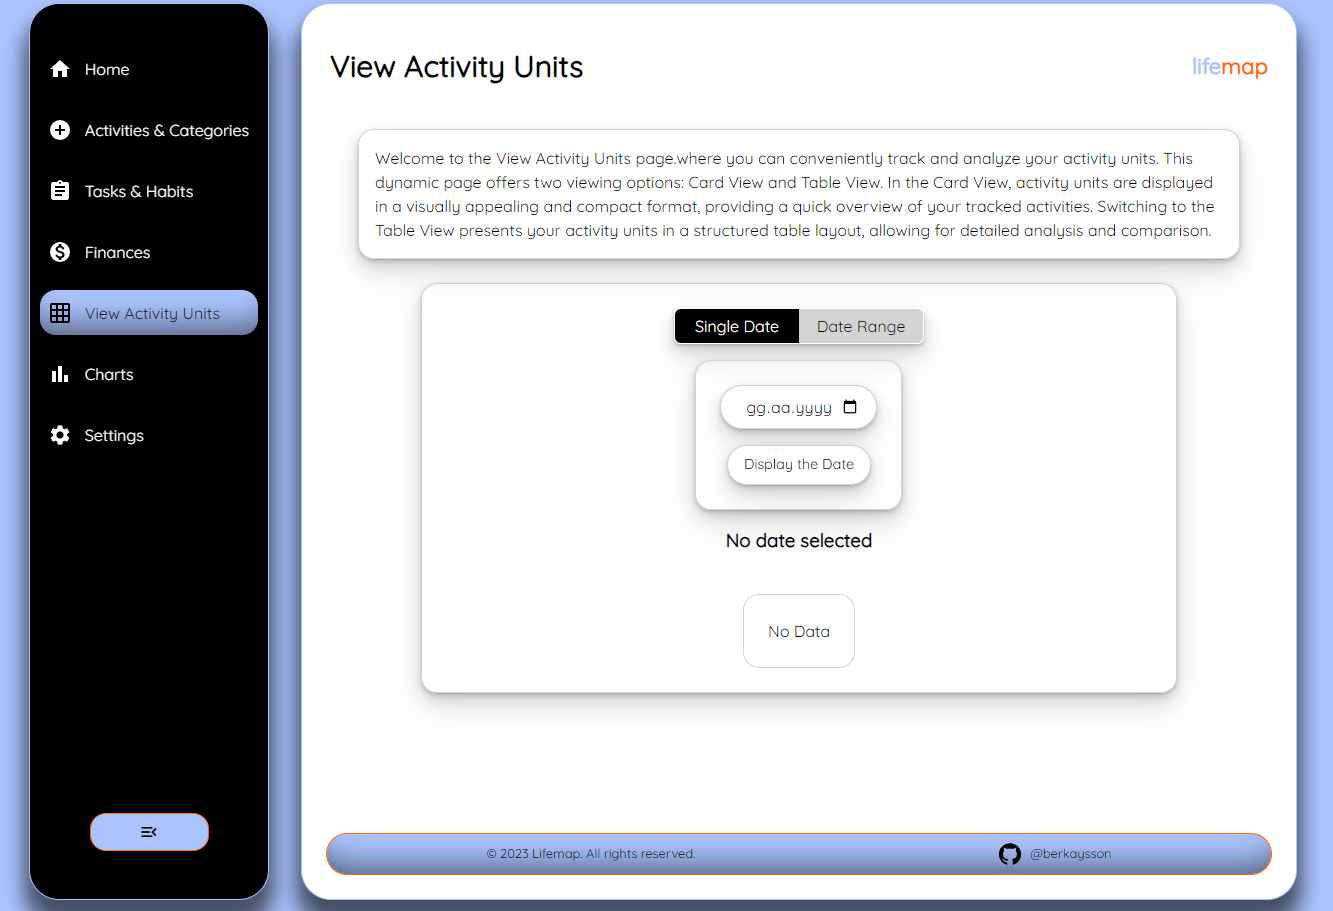 Home
Activities & Categories
Tasks & Habits
Finances
View Activity Units
Charts
Settings
View Activity Units
lifemap
Welcome to the View Activity Units page.where you can conveniently track and analyze your activity units. This
dynamic page offers two viewing options: Card View and Table View. In the Card View, activity units are displayed
in a visually appealing and compact format, providing a quick overview of your tracked activities. Switching to the
Table View presents your activity units in a structured table layout, allowing for detailed analysis and comparison.
Single Date Date Range
gg.aa.yyyy
Display the Date
No date selected
No Data
© 2023 Lifemap. All rights reserved. @berkaysson